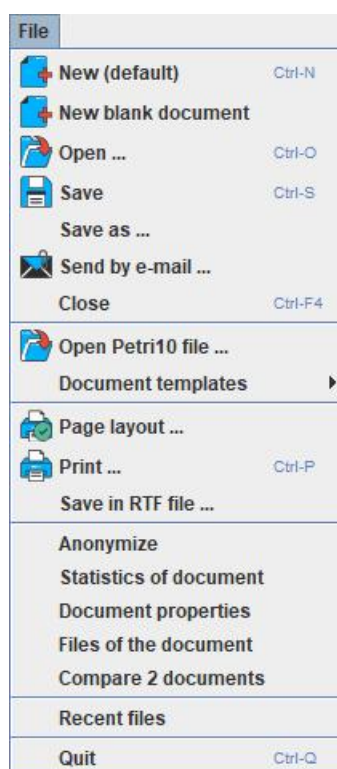 File
New (default) Ctrl-N
New blank document
Open ... Ctrl-O
Save Ctrl-S
Save as ...
Send by e-mail ...
Close Ctrl-F4
Open Petri10 file ...
Document templates
Page layout ...
Print ... Ctrl-P
Save in RTF file ...
Anonymize
Statistics of document
Document properties
Files of the document
Compare 2 documents
Recent files
Quit Ctrl-Q